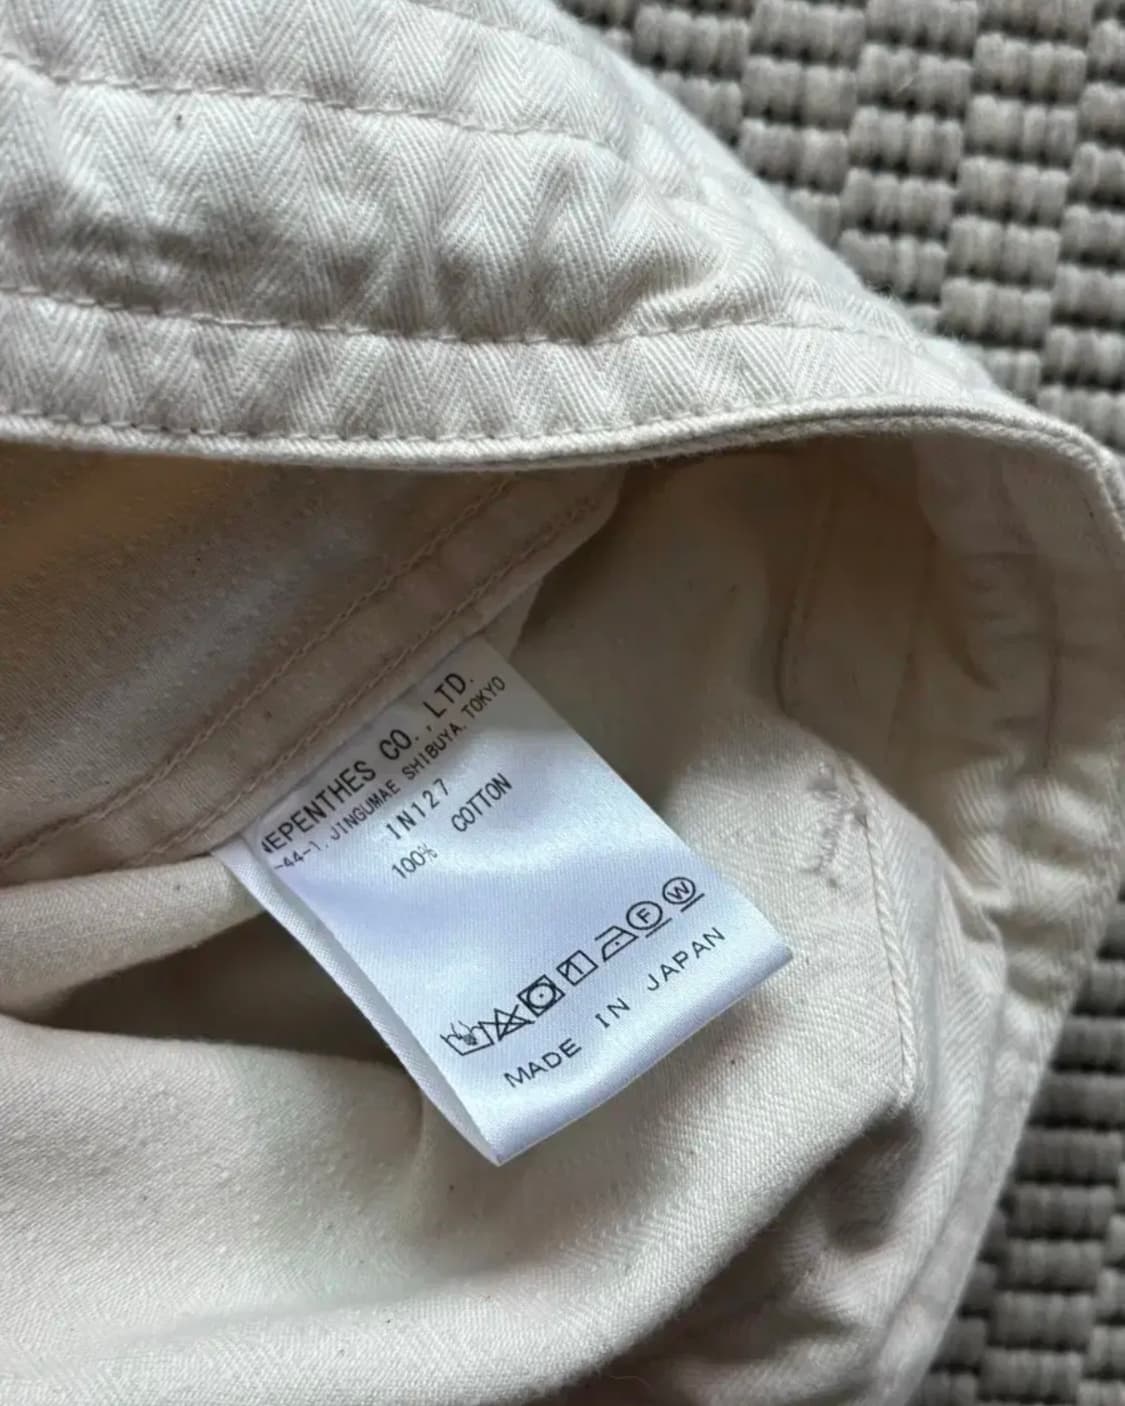 NEPENTHES CO.,LTD.
-44-1, JINGUMAE SHIBUYA TOKYO
IN127
100% COTTON
F W
MADE IN JAPAN